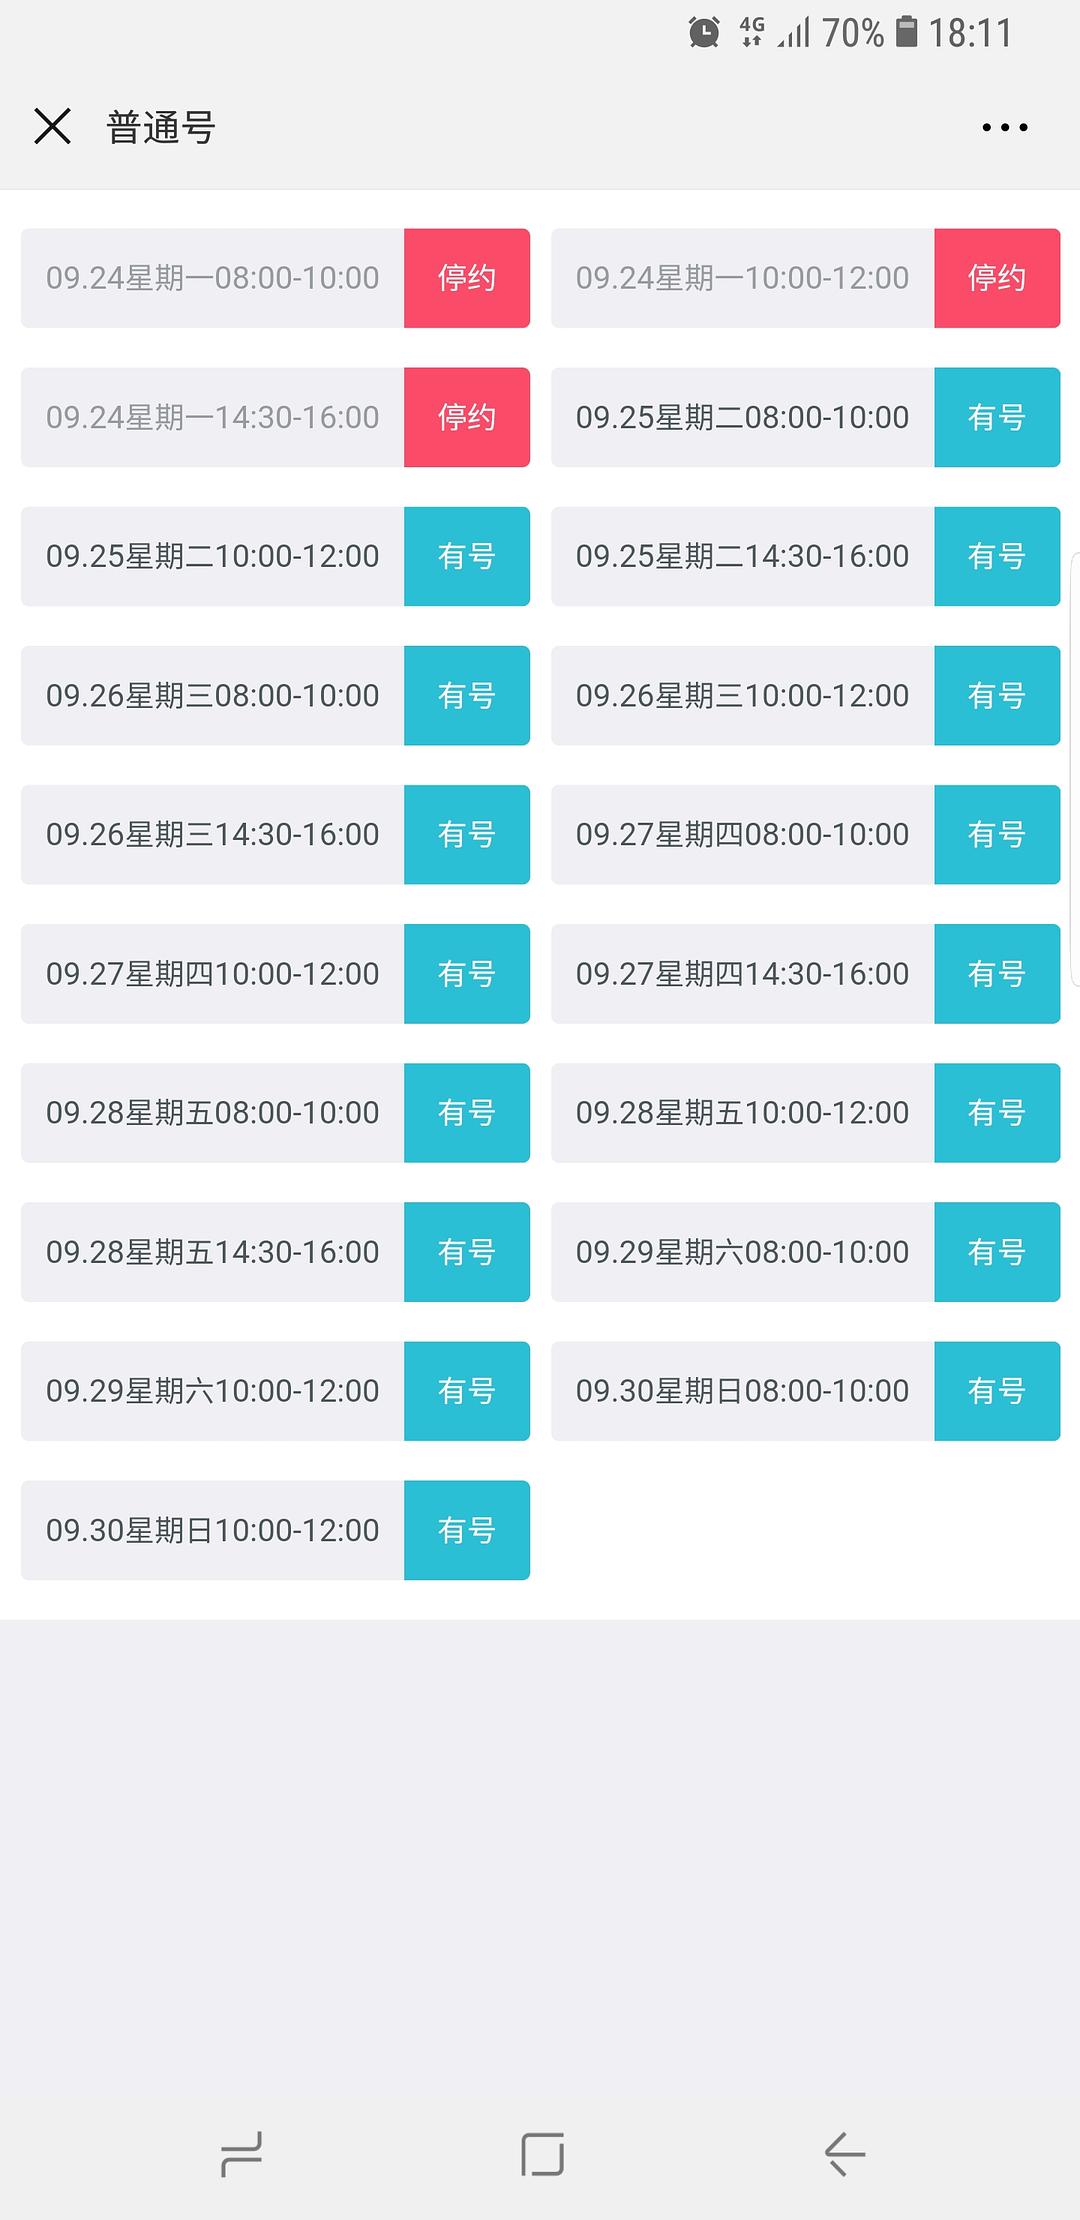 4G 70% 18:11
普通号
09.24星期一08:00-10:00 停约 09.24星期一10:00-12:00 停约
09.24星期一14:30-16:00 停约 09.25星期二08:00-10:00 有号
09.25星期二10:00-12:00 有号 09.25星期二14:30-16:00 有号
09.26星期三08:00-10:00 有号 09.26星期三10:00-12:00 有号
09.26星期三14:30-16:00 有号 09.27星期四08:00-10:00 有号
09.27星期四10:00-12:00 有号 09.27星期四14:30-16:00 有号
09.28星期五08:00-10:00 有号 09.28星期五10:00-12:00 有号
09.28星期五14:30-16:00 有号 09.29星期六08:00-10:00 有号
09.29星期六10:00-12:00 有号 09.30星期日08:00-10:00 有号
09.30星期日10:00-12:00 有号